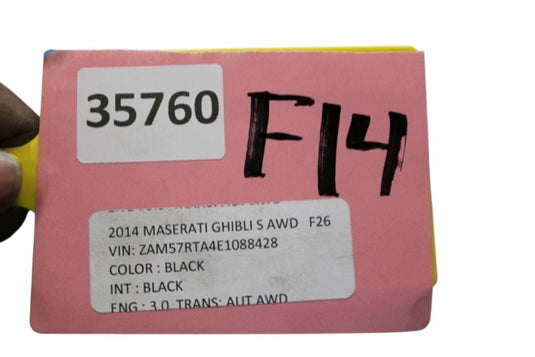 35760
F14
2014 MASERATI GHIBLI S AWD F26
VIN: ZAM57RTA4E1088428
COLOR : BLACK
INT : BLACK
ENG : 3.0 TRANS: AUT AWD